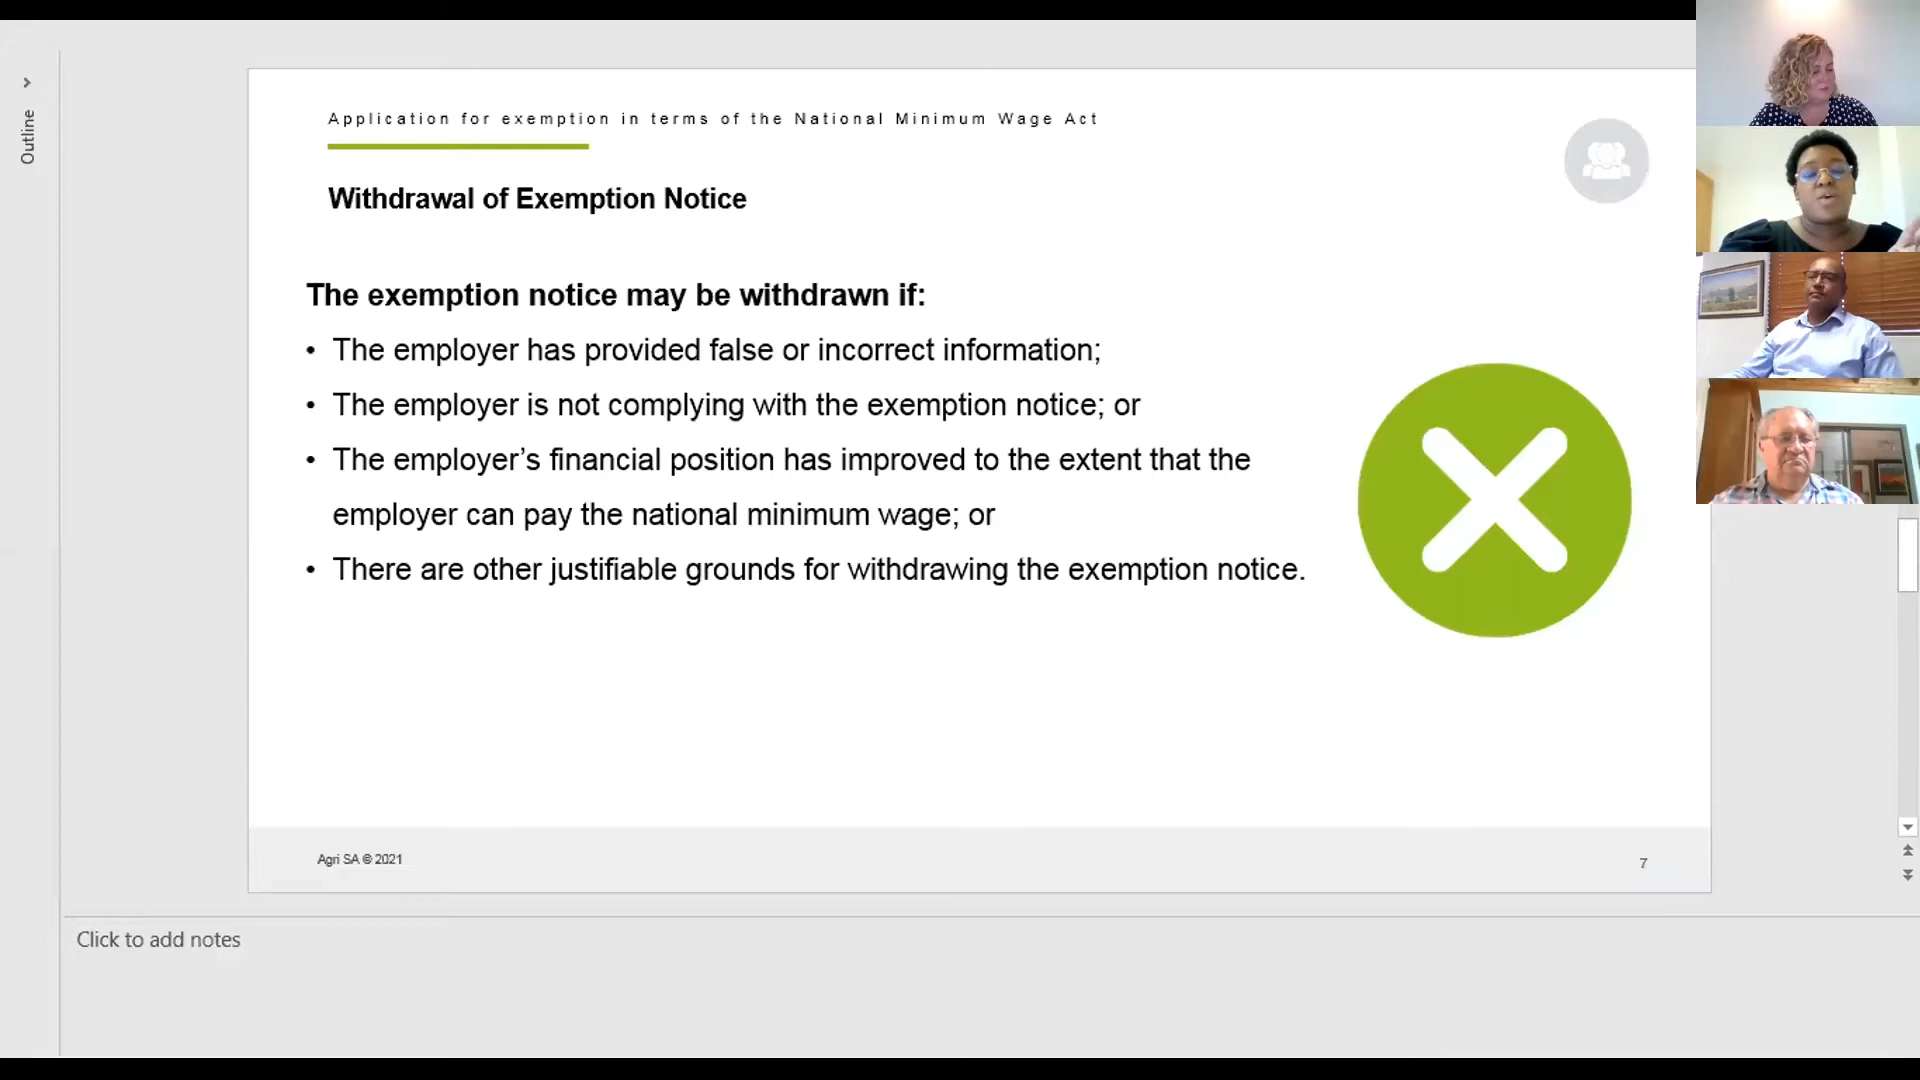 Outline
Application for exemption in terms of the National Minimum Wage Act
Withdrawal of Exemption Notice
The exemption notice may be withdrawn if:
• The employer has provided false or incorrect information;
• The employer is not complying with the exemption notice; or
• The employer’s financial position has improved to the extent that the
employer can pay the national minimum wage; or
• There are other justifiable grounds for withdrawing the exemption notice.
Agri SA © 2021
7
Click to add notes